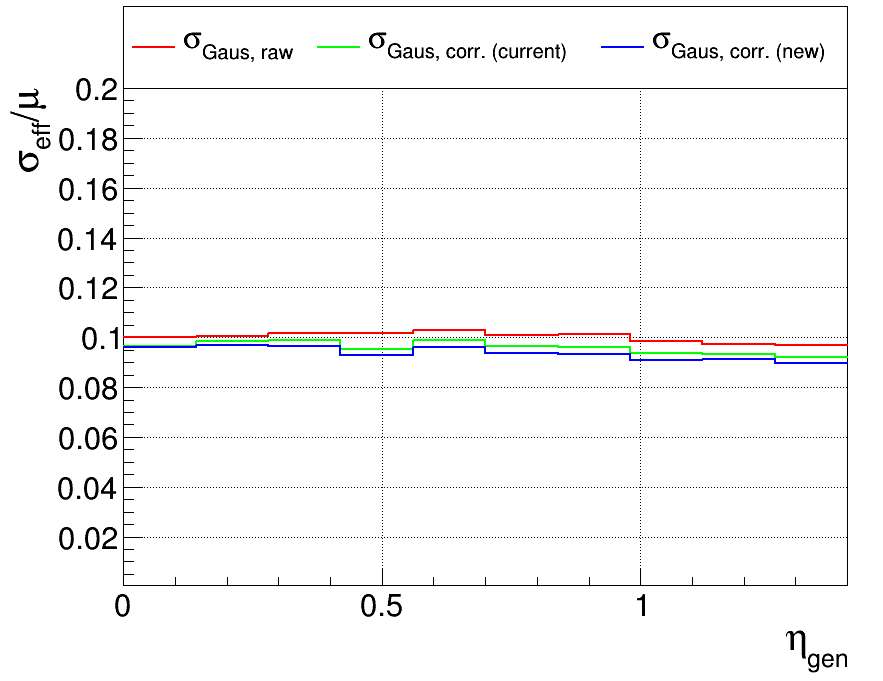 σGaus, raw σGaus, corr. (current) σGaus, corr. (new)
σeff/μ
0.2
0.18
0.16
0.14
0.12
0.1
0.08
0.06
0.04
0.02
0 0.5 1
ηgen